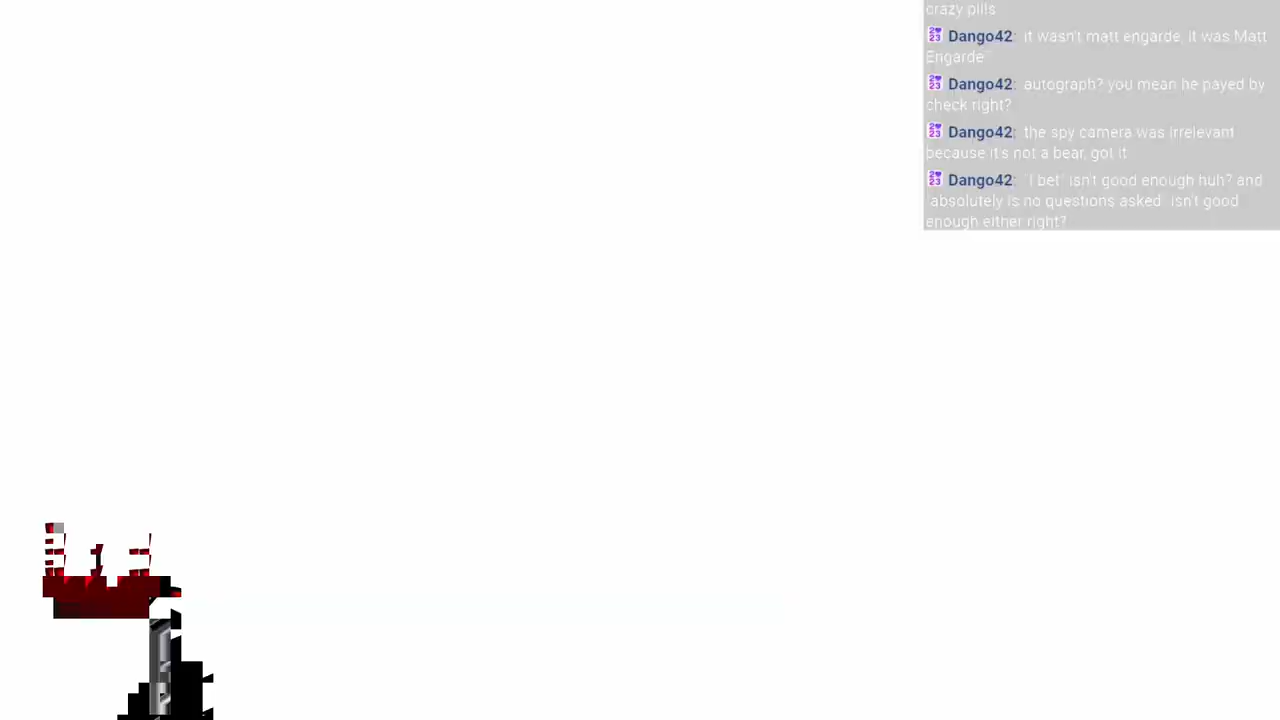 crazy pills
Dango42: it wasn't matt engarde, it was Matt
Engarde"
Dango42: autograph? you mean he payed by
check right?
Dango42: the spy camera was irrelevant
because it's not a bear, got it
Dango42: "I bet" isn't good enough huh? and
"absolutely is no questions asked" isn't good
enough either right?